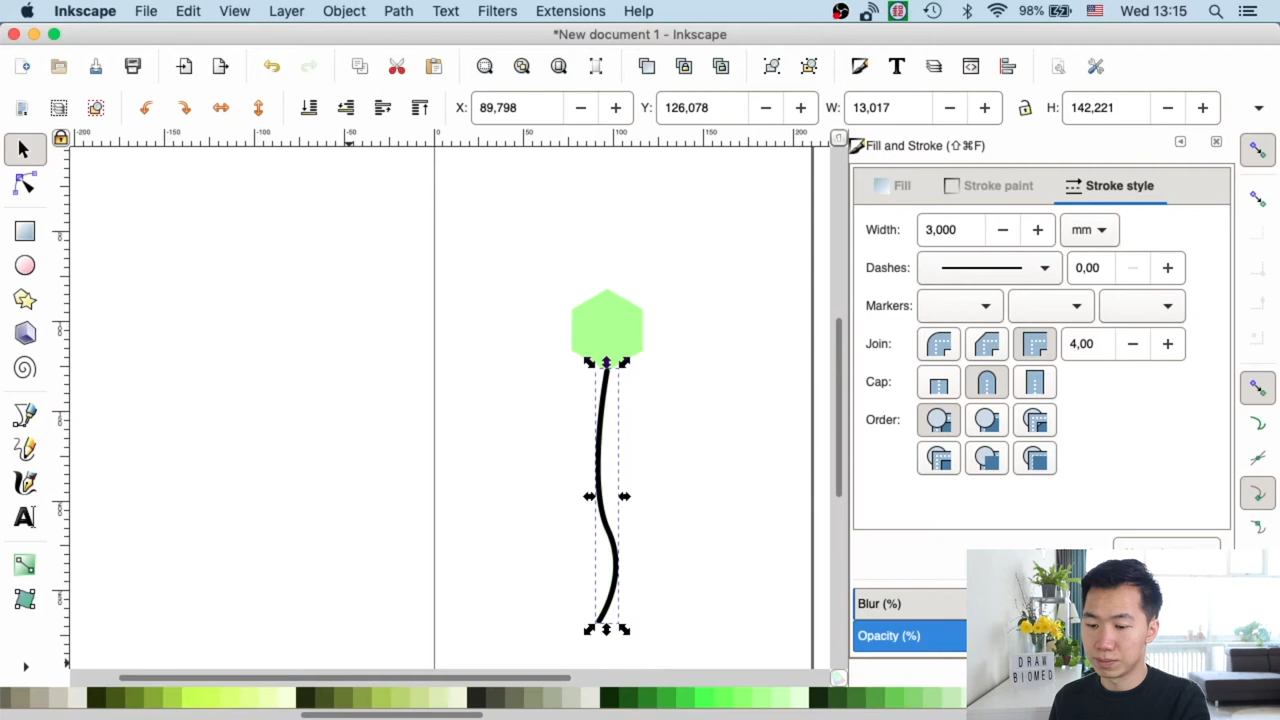 Inkscape File Edit View Layer Object Path Text Filters Extensions Help 98% Wed 13:15
*New document 1 - Inkscape
X: 89,798 Y: 126,078 W: 13,017 H: 142,221
-200 -150 -100 -50 0 50 100 150 200
Fill and Stroke (⇧⌘F)
Fill Stroke paint Stroke style
Width: 3,000 mm
Dashes: 0,00
Markers:
Join: 4,00
Cap:
Order:
Blur (%)
Opacity (%)
DRAW
BIOMED